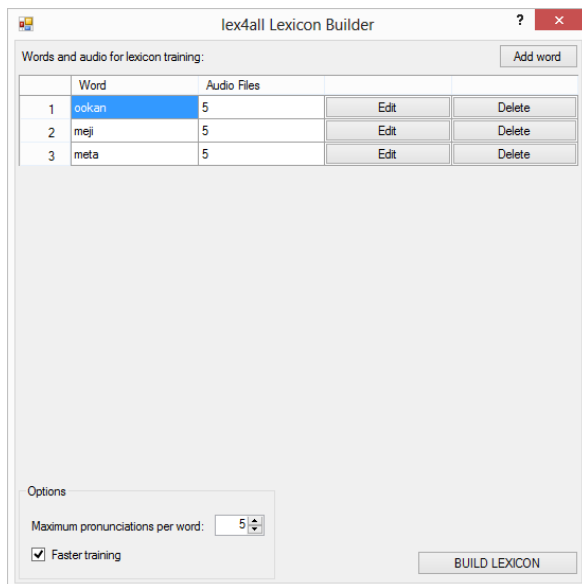 lex4all Lexicon Builder ?
Words and audio for lexicon training: Add word
Word Audio Files
1 ookan 5 Edit Delete
2 meji 5 Edit Delete
3 meta 5 Edit Delete
Options
Maximum pronunciations per word: 5
Faster training
BUILD LEXICON